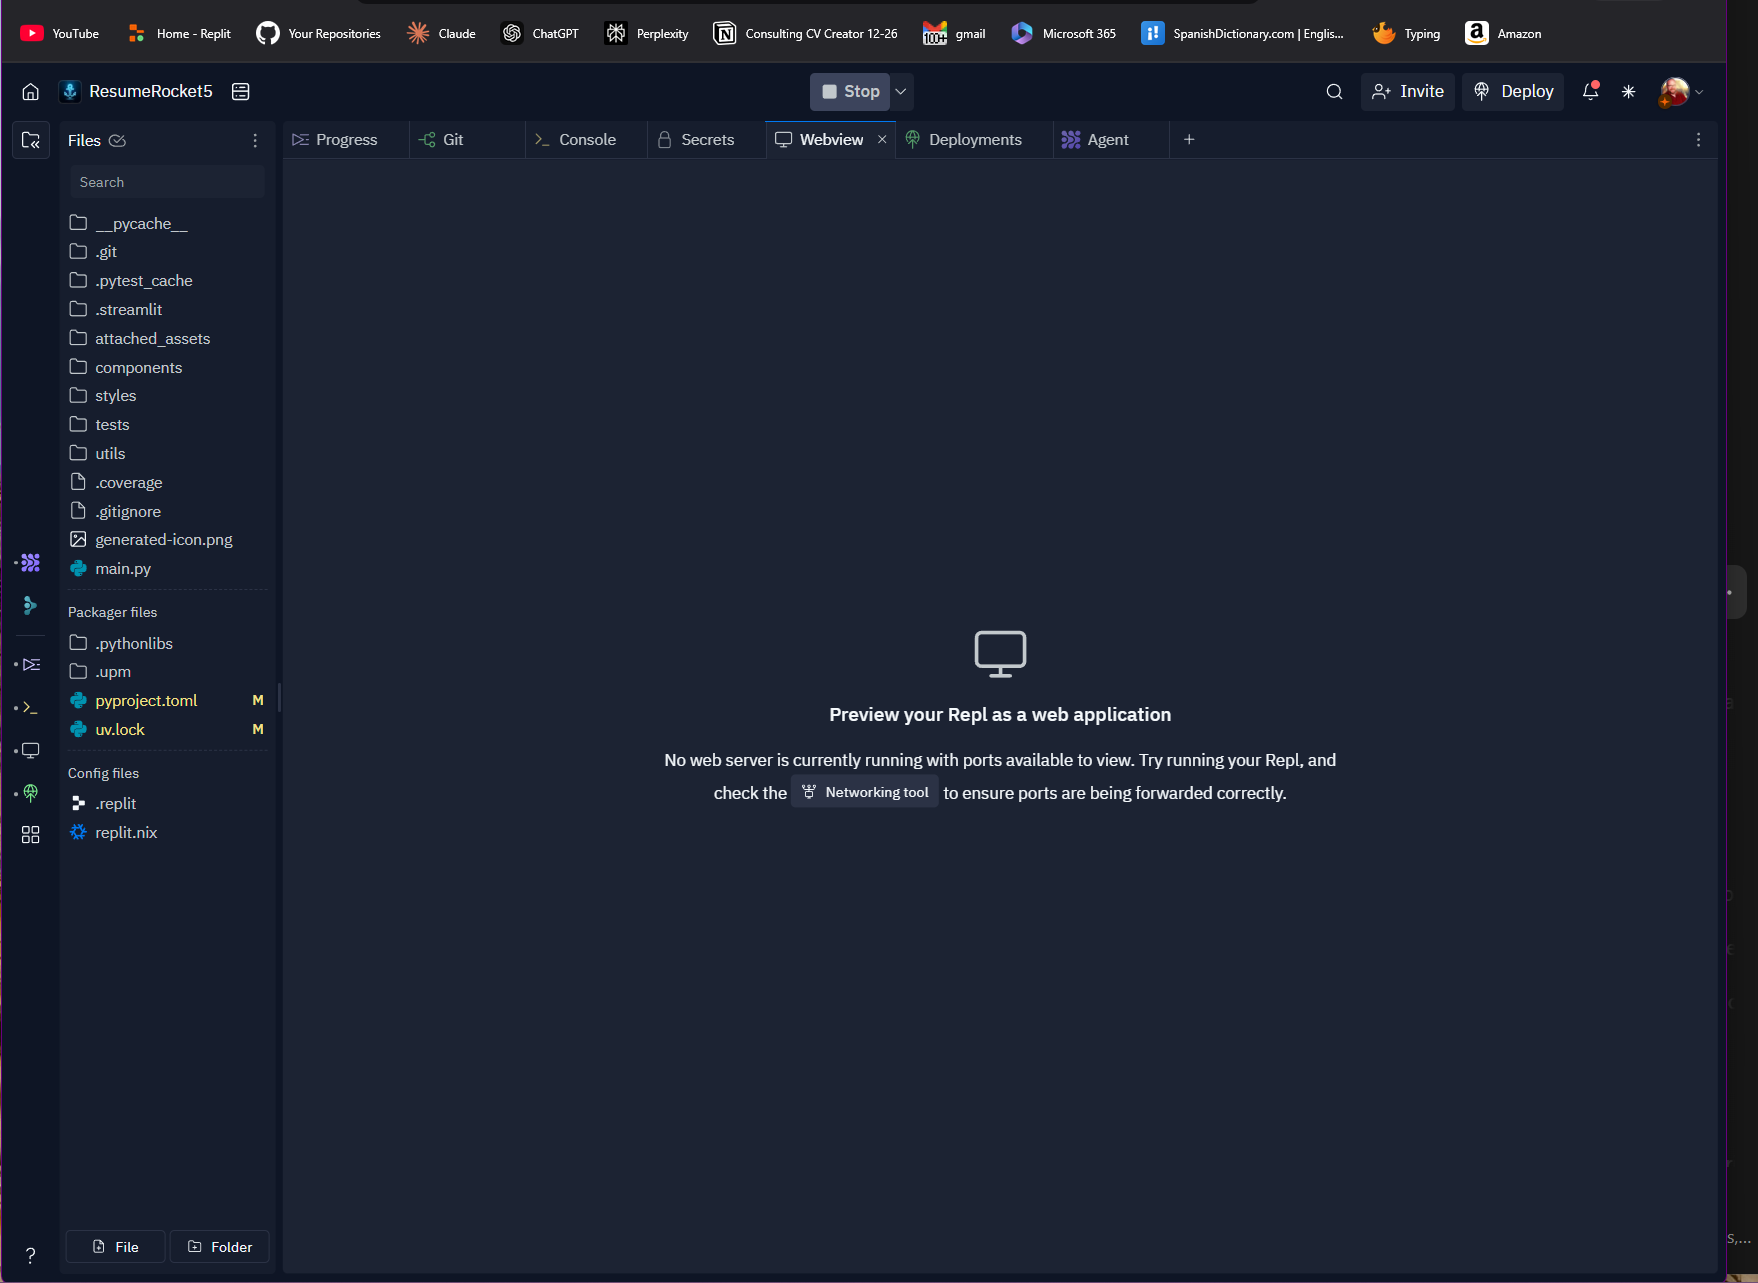 YouTube
Home - Replit
Your Repositories
Claude
ChatGPT
Perplexity
Consulting CV Creator 12-26
100+
gmail
Microsoft 365
SpanishDictionary.com | Englis...
Typing
Amazon
ResumeRocket5
Stop
Invite
Deploy
Files
Progress
Git
Console
Secrets
Webview
Deployments
Agent
Search
__pycache__
.git
.pytest_cache
.streamlit
attached_assets
components
styles
tests
utils
.coverage
.gitignore
generated-icon.png
main.py
Packager files
.pythonlibs
.upm
pyproject.toml M
uv.lock M
Config files
.replit
replit.nix
Preview your Repl as a web application
No web server is currently running with ports available to view. Try running your Repl, and
check the Networking tool to ensure ports are being forwarded correctly.
File
Folder
s,...